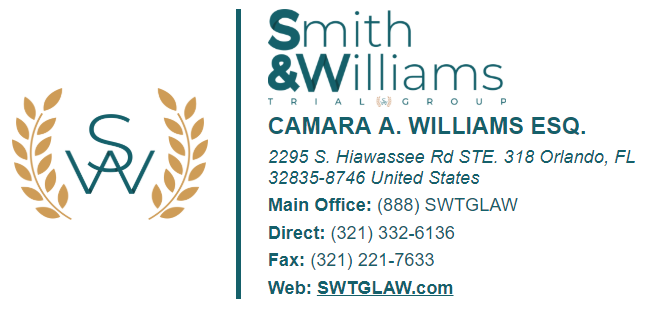 SW
Smith
&Williams
TRIAL GROUP
CAMARA A. WILLIAMS ESQ.
2295 S. Hiawassee Rd STE. 318 Orlando, FL
32835-8746 United States
Main Office: (888) SWTGLAW
Direct: (321) 332-6136
Fax: (321) 221-7633
Web: SWTGLAW.com